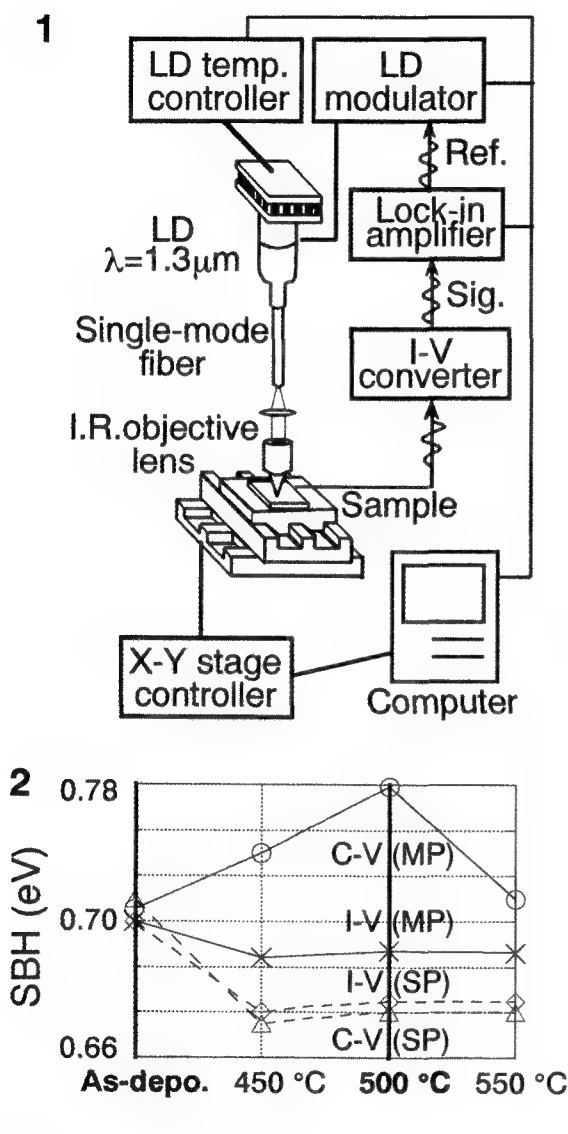 1
LD temp.
controller
LD
modulator
Ref.
Lock-in
amplifier
LD
λ=1.3μm
Sig.
Single-mode
fiber
I-V
converter
I.R.objective
lens
Sample
X-Y stage
controller
Computer
2
0.78
C-V (MP)
0.70
I-V (MP)
I-V (SP)
C-V (SP)
0.66
SBH (eV)
As-depo. 450 °C 500 °C 550 °C